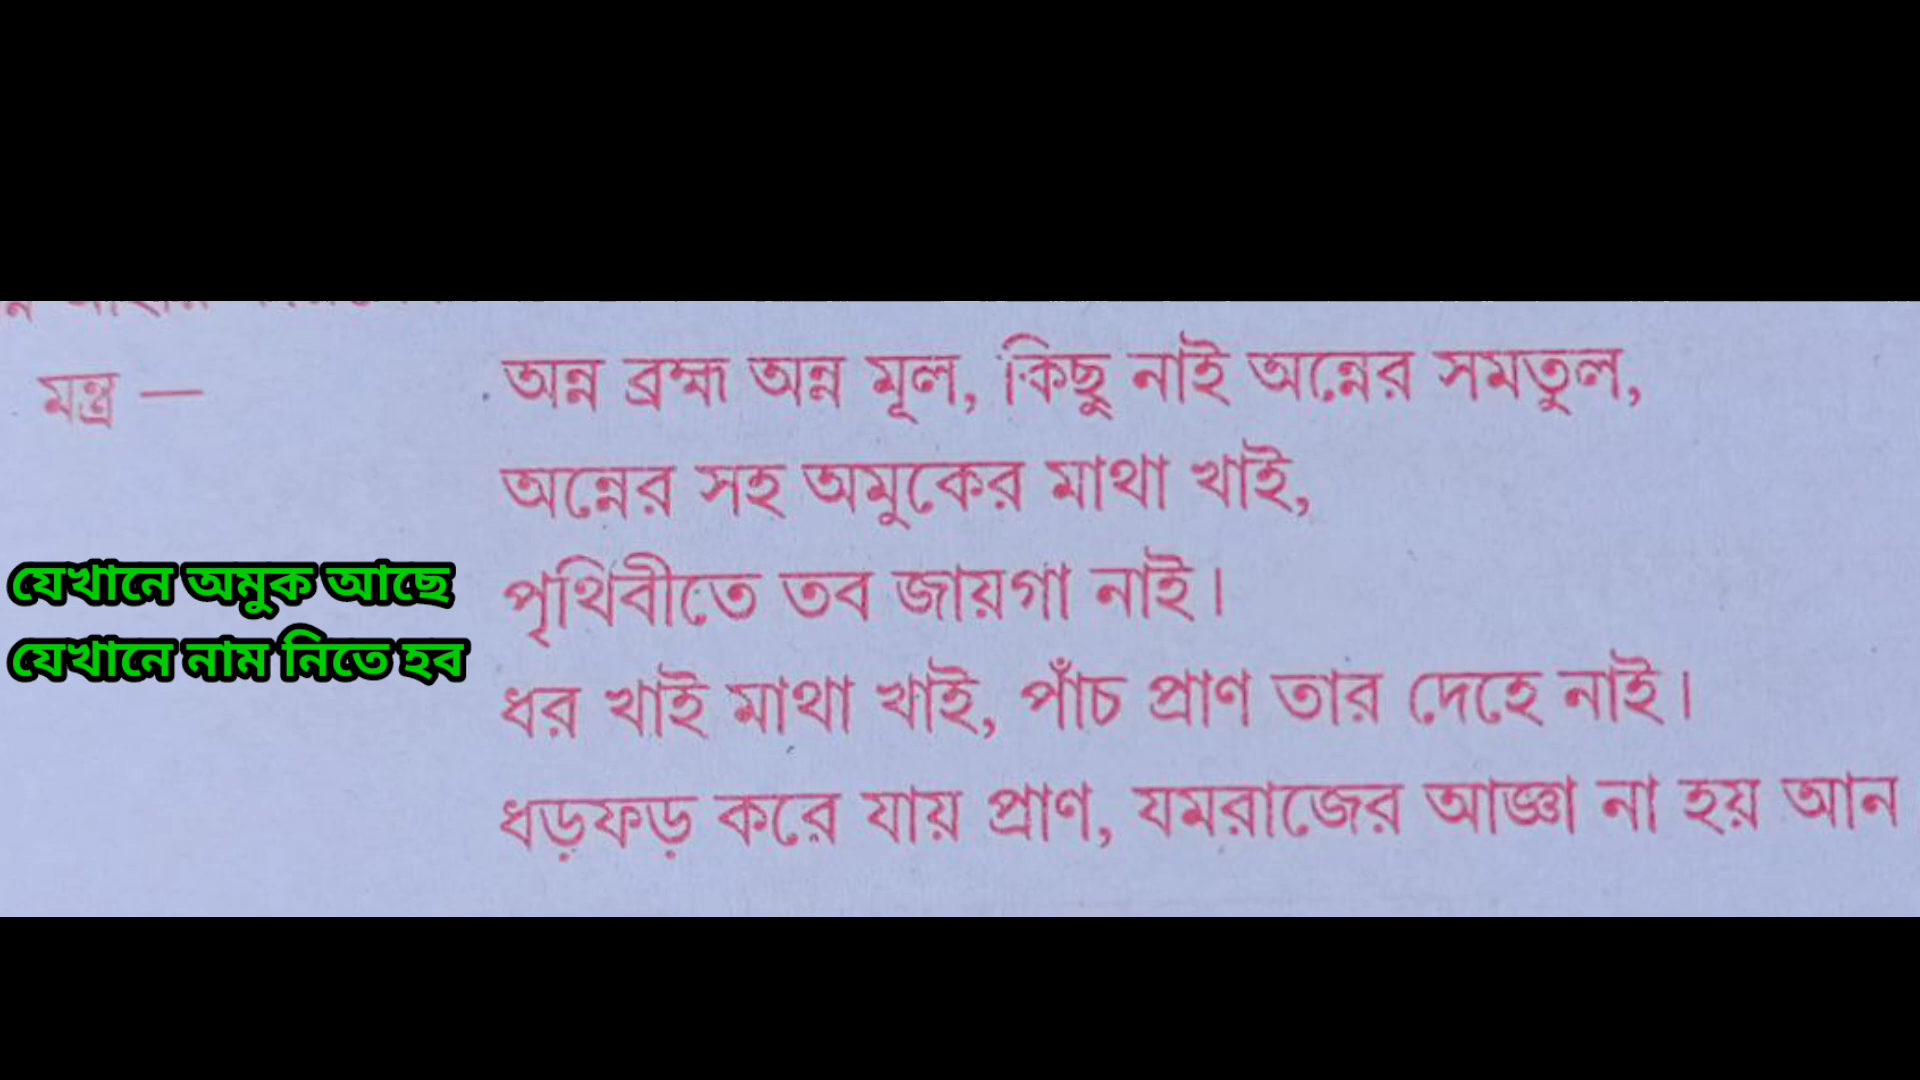 মন্ত্র — অন্ন ব্রহ্ম অন্ন মূল, কিছু নাই অন্নের সমতুল,
অন্নের সহ অমুকের মাথা খাই,
যেখানে অমুক আছে
পৃথিবীতে তব জায়গা নাই।
যেখানে নাম নিতে হব
ধর খাই মাথা খাই, পাঁচ প্রাণ তার দেহে নাই।
ধড়ফড় করে যায় প্রাণ, যমরাজের আজ্ঞা না হয় আন